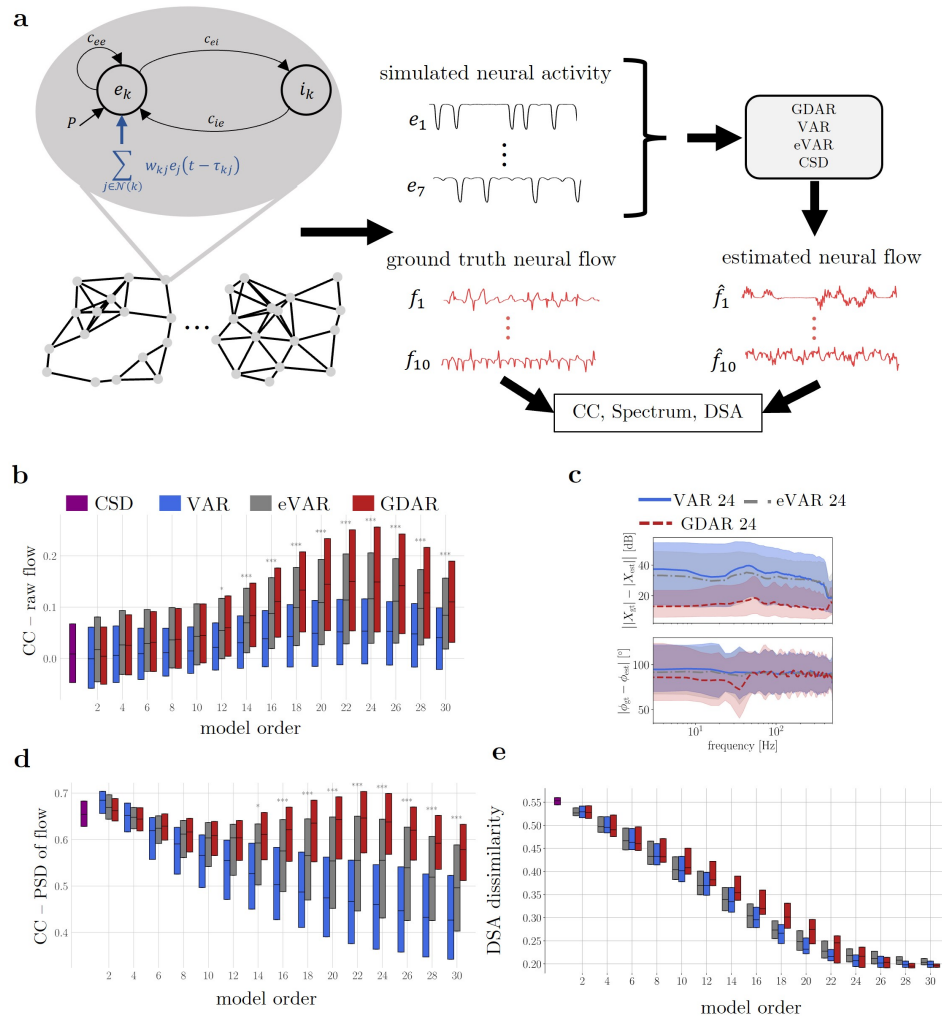 a
c_ee
c_ei
e_k
i_k
P
c_ie
∑ w_kj e_j(t − τ_kj)
j∈N(k)
simulated neural activity
e_1
e_7
GDAR
VAR
eVAR
CSD
ground truth neural flow
estimated neural flow
f_1
f_10
f̂_1
f̂_10
CC, Spectrum, DSA
b
CSD
VAR
eVAR
GDAR
CC – raw flow
0.2
0.1
0.0
* *** *** *** *** *** *** *** *** ***
2 4 6 8 10 12 14 16 18 20 22 24 26 28 30
model order
c
VAR 24
eVAR 24
GDAR 24
||X_gt| − |X_est|| [dB]
40
20
|ϕ_gt − ϕ_est| [°]
100
50
10^1
10^2
frequency [Hz]
d
CC – PSD of flow
0.7
0.6
0.5
0.4
* *** *** *** *** *** *** *** ***
2 4 6 8 10 12 14 16 18 20 22 24 26 28 30
model order
e
DSA dissimilarity
0.55
0.50
0.45
0.40
0.35
0.30
0.25
0.20
2 4 6 8 10 12 14 16 18 20 22 24 26 28 30
model order